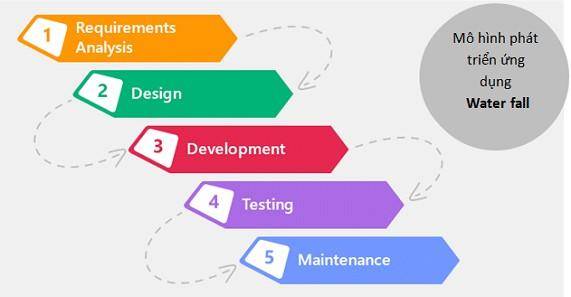 1
Requirements
Analysis
2
Design
3
Development
4
Testing
5
Maintenance
Mô hình phát
triển ứng
dụng
Water fall